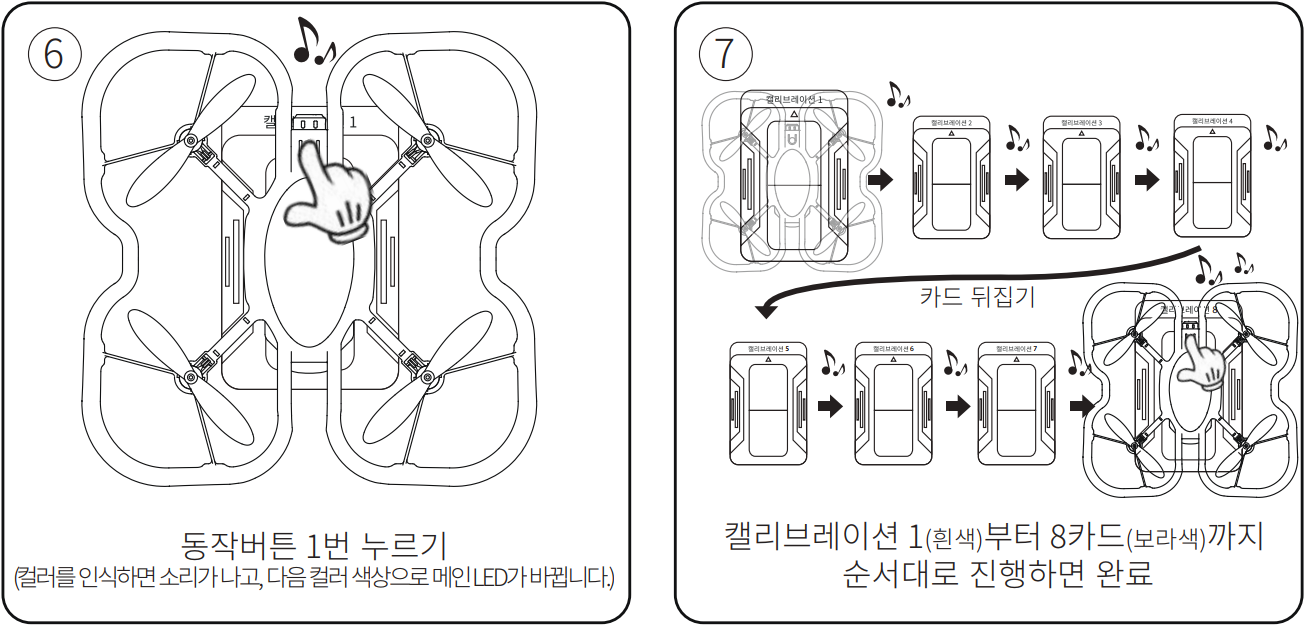 6
캘 1
동작버튼 1번 누르기
(컬러를 인식하면 소리가 나고, 다음 컬러 색상으로 메인 LED가 바뀝니다.)
7
캘리브레이션 1
캘리브레이션 2
캘리브레이션 3
캘리브레이션 4
카드 뒤집기
캘리브레이션 5
캘리브레이션 6
캘리브레이션 7
캘리브레이션 8
캘리브레이션 1(흰색)부터 8카드(보라색)까지
순서대로 진행하면 완료